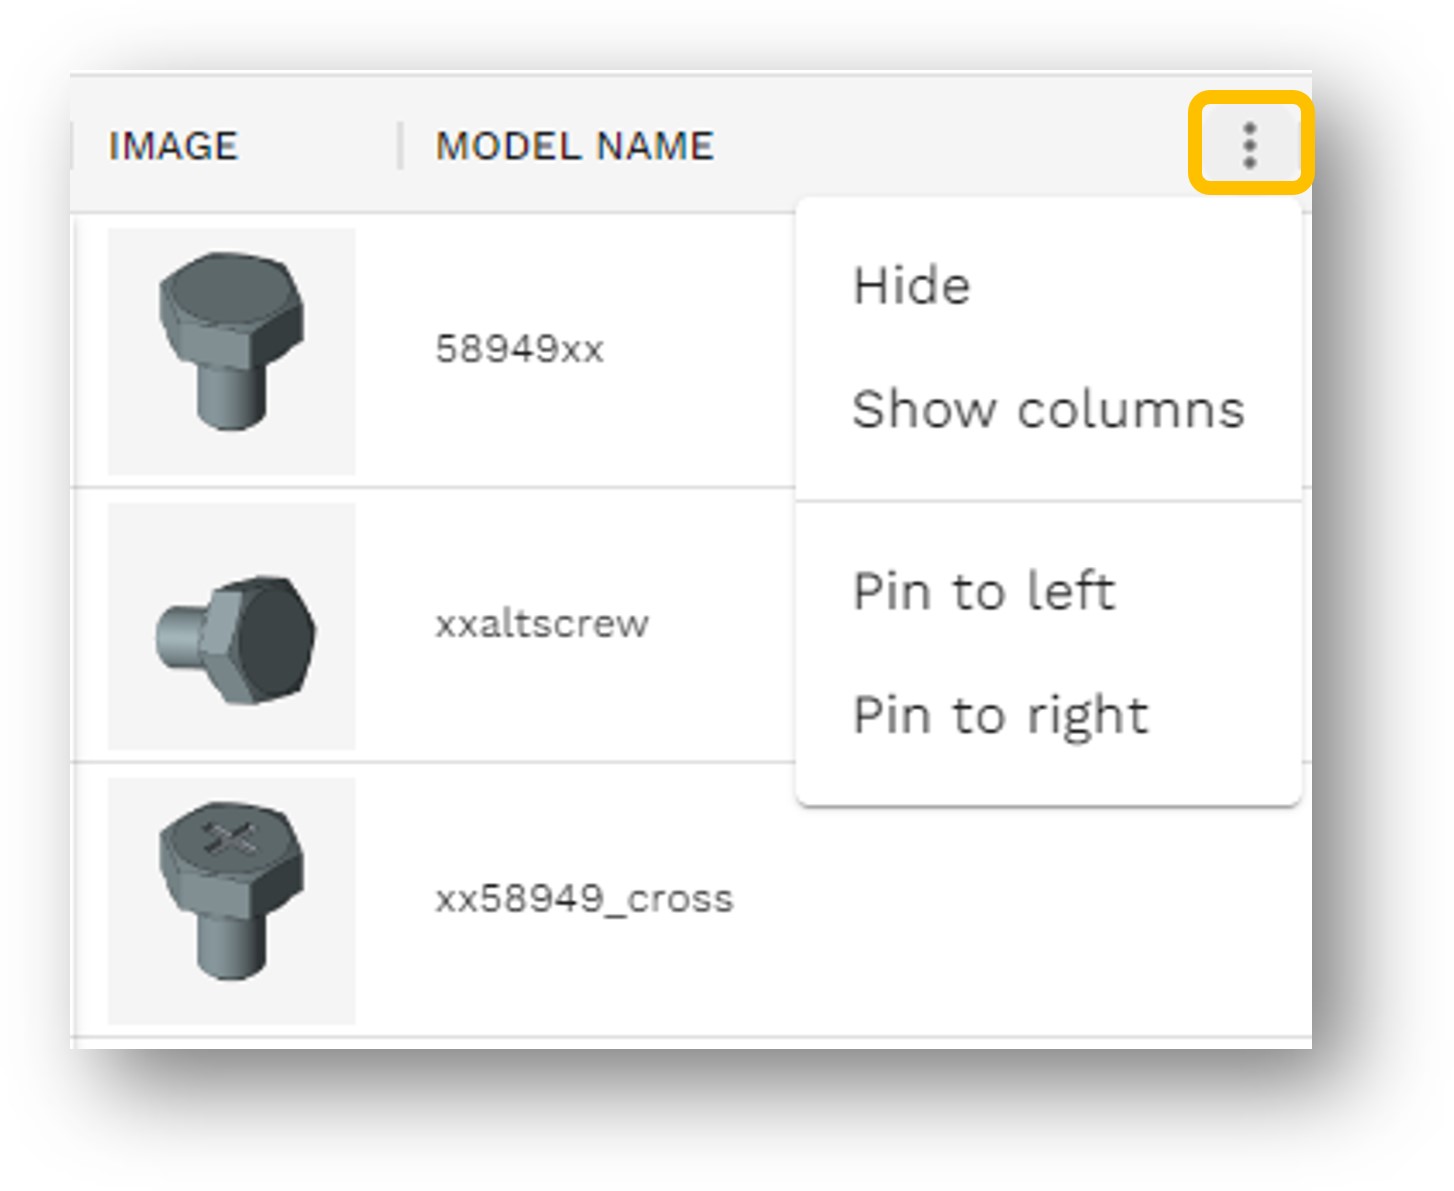 IMAGE
MODEL NAME
Hide
58949xx
Show columns
Pin to left
xxaltscrew
Pin to right
xx58949_cross